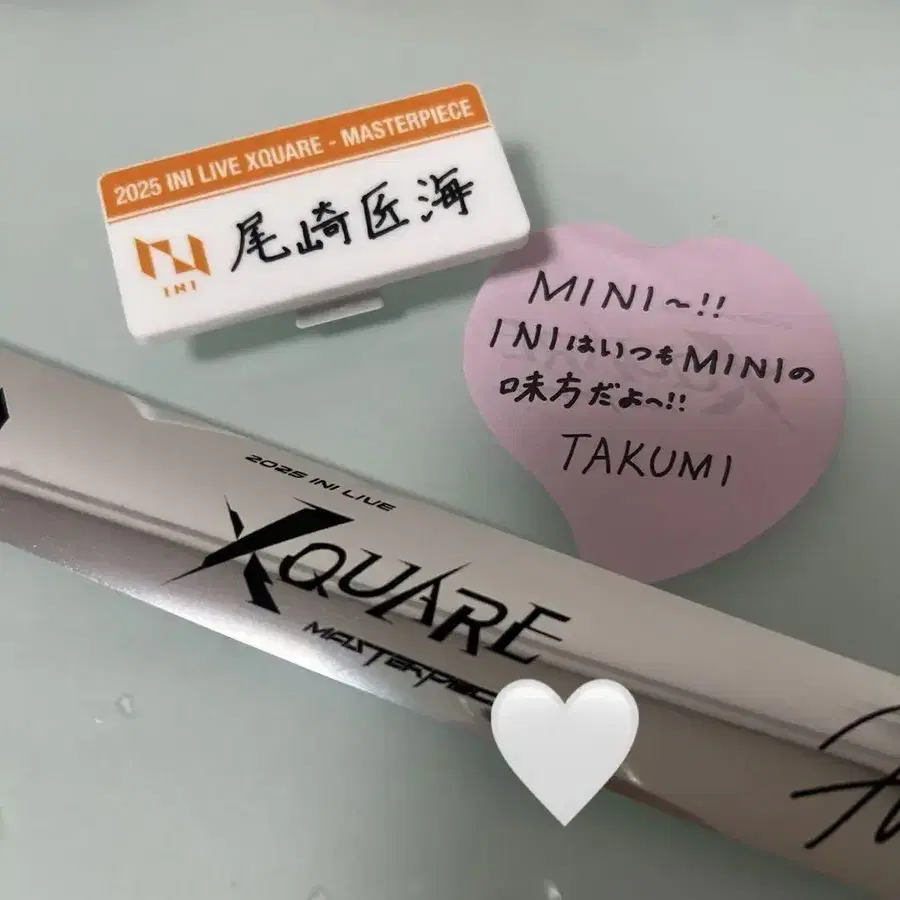 2025 INI LIVE XQUARE - MASTERPIECE
INI
尾崎匠海
MINI～!!
INIはいつもMINIの
味方だよ～!!
TAKUMI
2025 INI LIVE
XQUARE